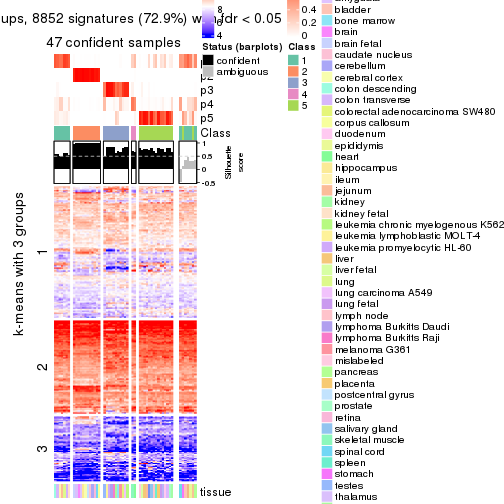 ups, 8852 signatures (72.9%) w fdr < 0.05
47 confident samples
p3
p4
p5
Class
1
0.5
0
-0.5
Silhouette
score
k-means with 3 groups
1
2
3
tissue
8
6
4
Status (barplots)
confident
ambiguous
0.4
0.2
0
Class
1
2
3
4
5
bladder
bone marrow
brain
brain fetal
caudate nucleus
cerebellum
cerebral cortex
colon descending
colon transverse
colorectal adenocarcinoma SW480
corpus callosum
duodenum
epididymis
heart
hippocampus
ileum
jejunum
kidney
kidney fetal
leukemia chronic myelogenous K562
leukemia lymphoblastic MOLT-4
leukemia promyelocytic HL-60
liver
liver fetal
lung
lung carcinoma A549
lung fetal
lymph node
lymphoma Burkitts Daudi
lymphoma Burkitts Raji
melanoma G361
mislabeled
pancreas
placenta
postcentral gyrus
prostate
retina
salivary gland
skeletal muscle
spinal cord
spleen
stomach
testes
thalamus